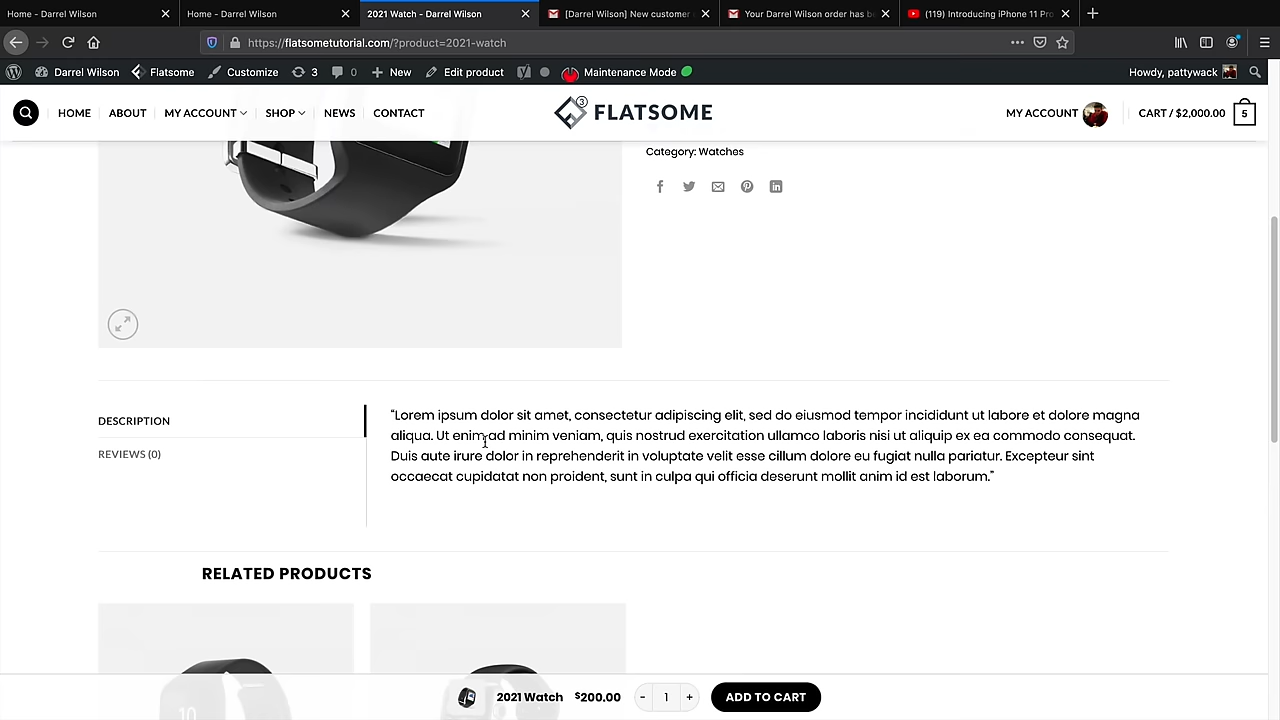 Home - Darrel Wilson
Home - Darrel Wilson
2021 Watch - Darrel Wilson
[Darrel Wilson] New customer
Your Darrel Wilson order has b
(119) Introducing iPhone 11 Pro
https://flatsometutorial.com/?product=2021-watch
Darrel Wilson
Flatsome
Customize
3
0
New
Edit product
Maintenance Mode
Howdy, pattywack
HOME
ABOUT
MY ACCOUNT
SHOP
NEWS
CONTACT
3
FLATSOME
MY ACCOUNT
CART / $2,000.00
5
Category: Watches
DESCRIPTION
REVIEWS (0)
"Lorem ipsum dolor sit amet, consectetur adipiscing elit, sed do eiusmod tempor incididunt ut labore et dolore magna
aliqua. Ut enim ad minim veniam, quis nostrud exercitation ullamco laboris nisi ut aliquip ex ea commodo consequat.
Duis aute irure dolor in reprehenderit in voluptate velit esse cillum dolore eu fugiat nulla pariatur. Excepteur sint
occaecat cupidatat non proident, sunt in culpa qui officia deserunt mollit anim id est laborum."
RELATED PRODUCTS
10
2021 Watch
$200.00
- 1 +
ADD TO CART